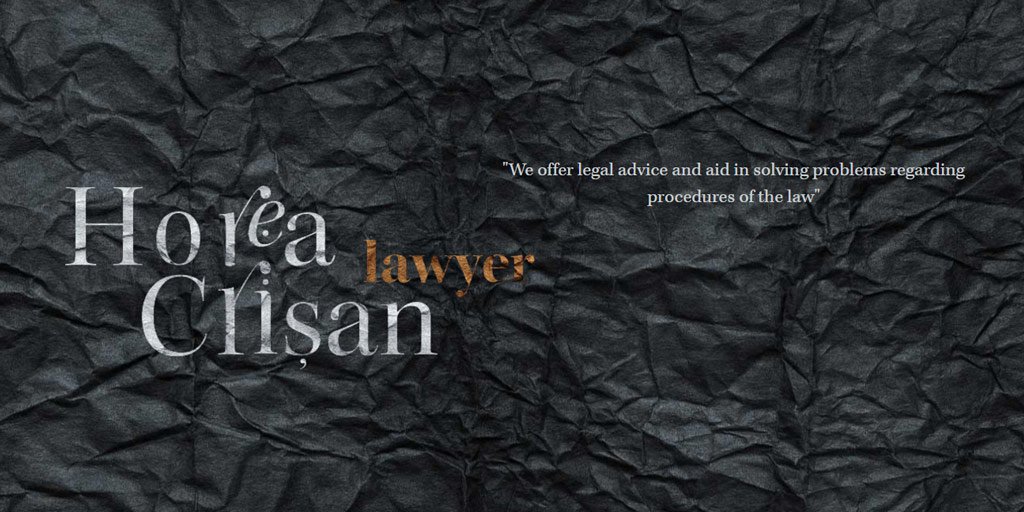 Horea
Crișan
lawyer
"We offer legal advice and aid in solving problems regarding
procedures of the law"